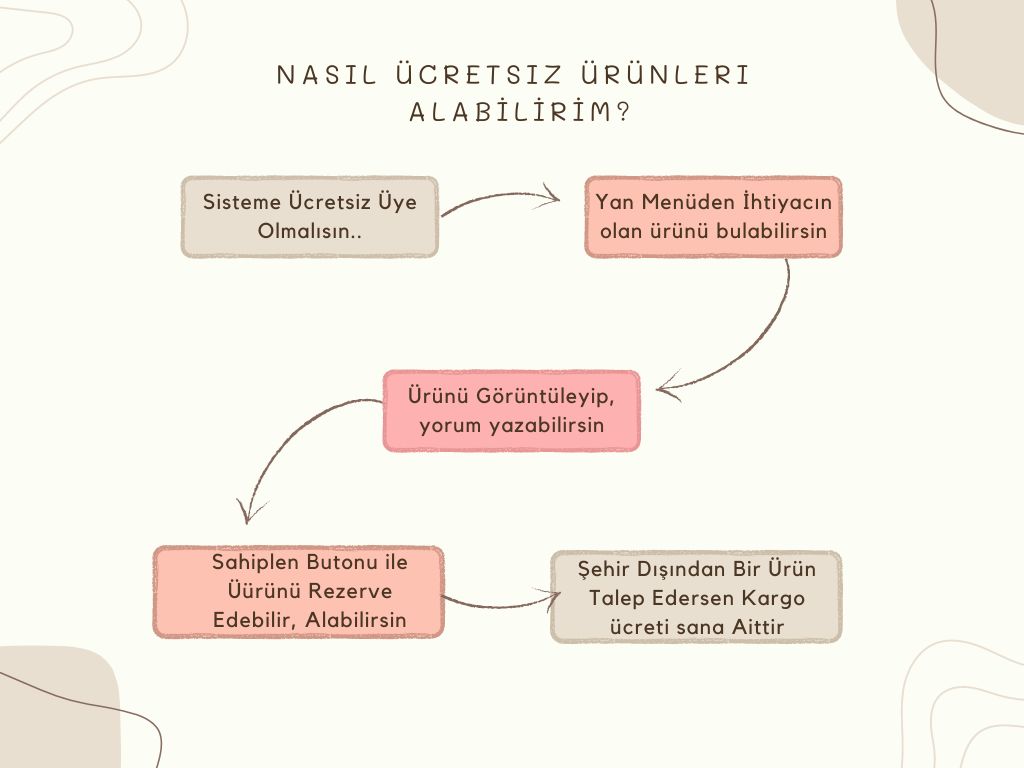 NASIL ÜCRETSIZ ÜRÜNLERI
ALABİLİRİM?
Sisteme Ücretsiz Üye
Olmalısın..
Yan Menüden İhtiyacın
olan ürünü bulabilirsin
Ürünü Görüntüleyip,
yorum yazabilirsin
Sahiplen Butonu ile
Üürünü Rezerve
Edebilir, Alabilirsin
Şehir Dışından Bir Ürün
Talep Edersen Kargo
ücreti sana Aittir